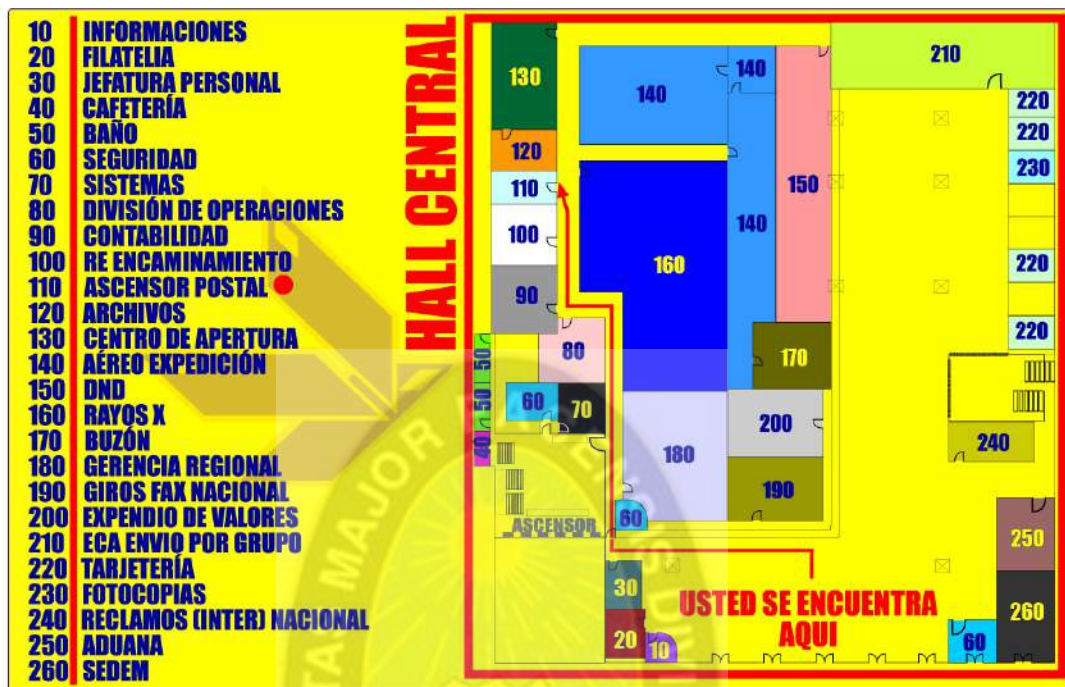 10 INFORMACIONES
20 FILATELIA
30 JEFATURA PERSONAL
40 CAFETERÍA
50 BAÑO
60 SEGURIDAD
70 SISTEMAS
80 DIVISIÓN DE OPERACIONES
90 CONTABILIDAD
100 RE ENCAMINAMIENTO
110 ASCENSOR POSTAL
120 ARCHIVOS
130 CENTRO DE APERTURA
140 AÉREO EXPEDICIÓN
150 DND
160 RAYOS X
170 BUZÓN
180 GERENCIA REGIONAL
190 GIROS FAX NACIONAL
200 EXPENDIO DE VALORES
210 ECA ENVIO POR GRUPO
220 TARJETERÍA
230 FOTOCOPIAS
240 RECLAMOS (INTER) NACIONAL
250 ADUANA
260 SEDEM
HALL CENTRAL
130
120
110
100
90
80
50
50
40
60
70
140
140
140
150
160
170
180
200
190
60
210
220
220
230
220
220
240
250
260
60
ASCENSOR
30
20
10
USTED SE ENCUENTRA
AQUI